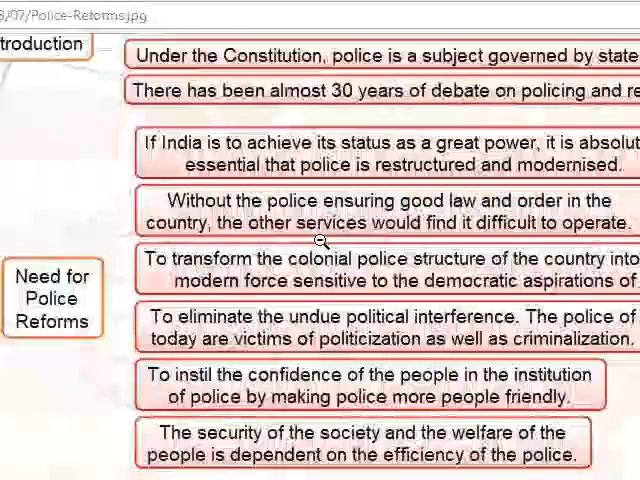 3/07/Police-Reforms.jpg
troduction
Under the Constitution, police is a subject governed by state
There has been almost 30 years of debate on policing and re
If India is to achieve its status as a great power, it is absolut
essential that police is restructured and modernised.
Without the police ensuring good law and order in the
country, the other services would find it difficult to operate.
Need for
Police
Reforms
To transform the colonial police structure of the country into
modern force sensitive to the democratic aspirations of
To eliminate the undue political interference. The police of
today are victims of politicization as well as criminalization.
To instil the confidence of the people in the institution
of police by making police more people friendly.
The security of the society and the welfare of the
people is dependent on the efficiency of the police.